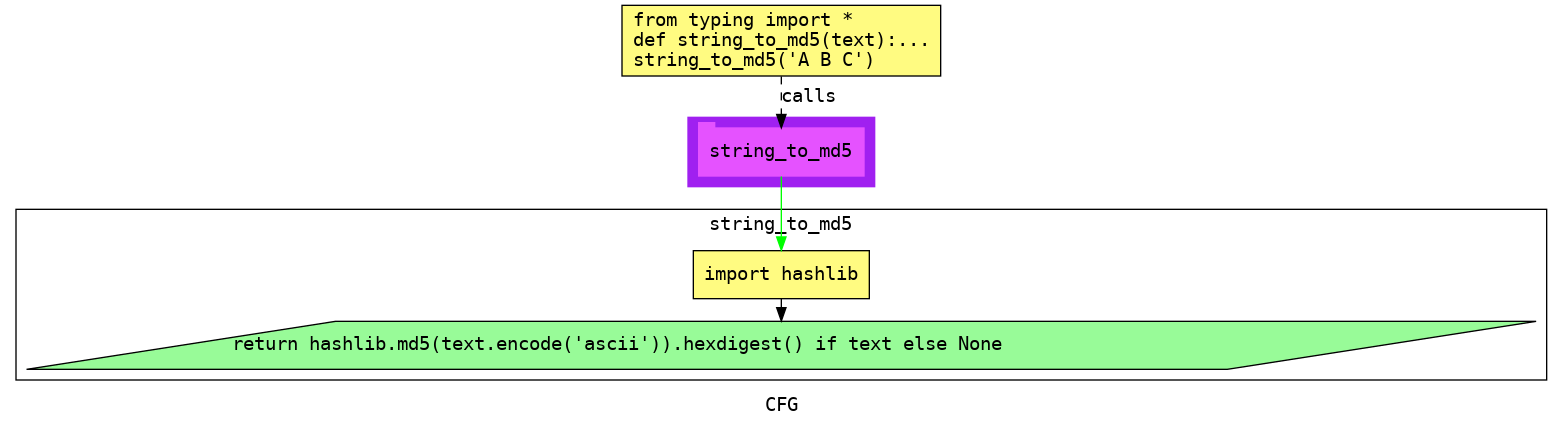 from typing import *
def string_to_md5(text):...
string_to_md5('A B C')
calls
string_to_md5
string_to_md5
import hashlib
return hashlib.md5(text.encode('ascii')).hexdigest() if text else None
CFG